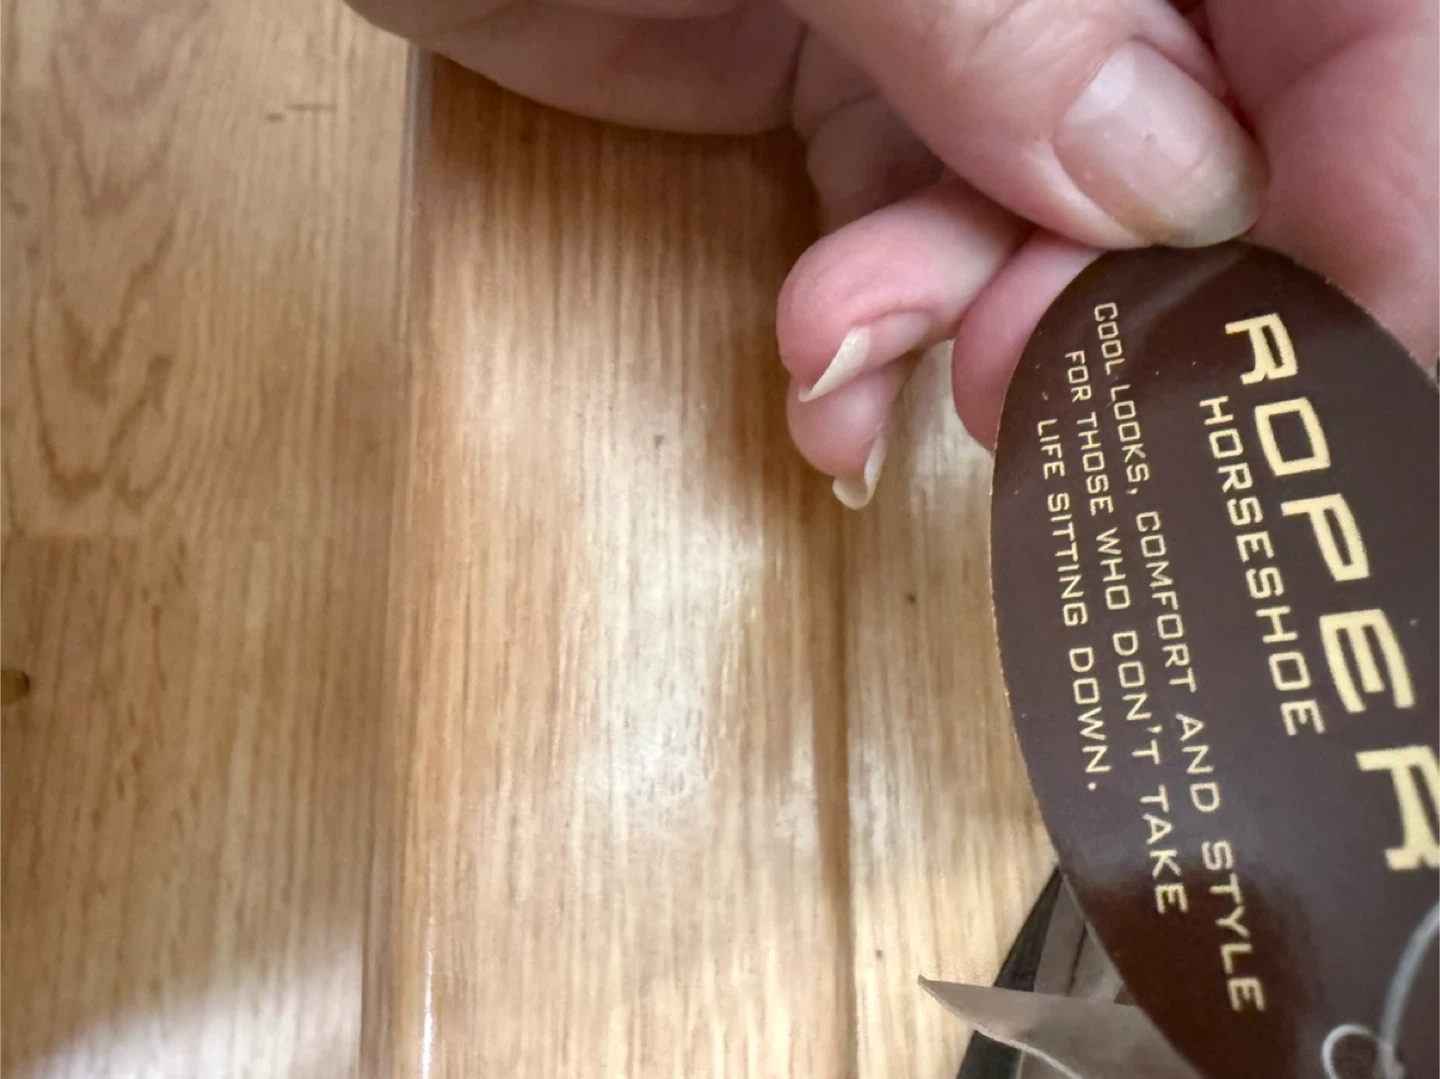 ROPER
HORSESHOE
COOL LOOKS, COMFORT AND STYLE
FOR THOSE WHO DON'T TAKE
LIFE SITTING DOWN.